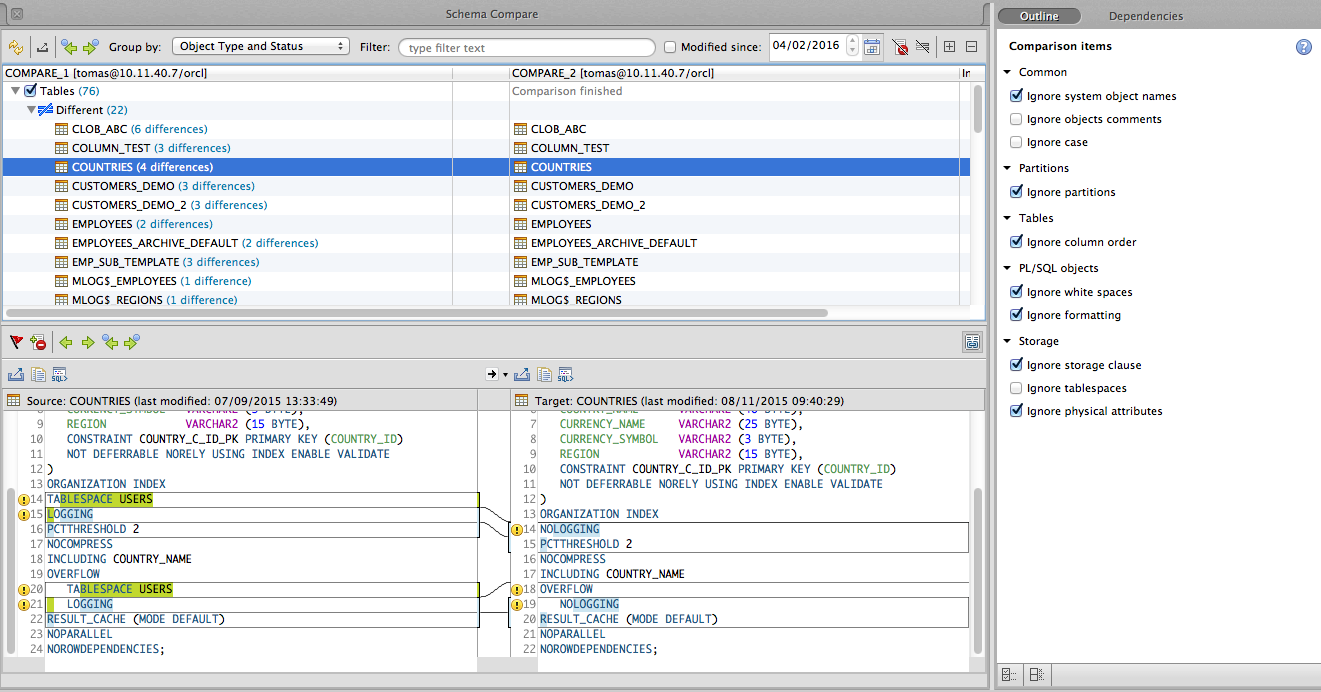 Schema Compare
Group by: Object Type and Status Filter: type filter text Modified since: 04/02/2016
COMPARE_1 [tomas@10.11.40.7/orcl] COMPARE_2 [tomas@10.11.40.7/orcl] In
Tables (76) Comparison finished
Different (22)
CLOB_ABC (6 differences) CLOB_ABC
COLUMN_TEST (3 differences) COLUMN_TEST
COUNTRIES (4 differences) COUNTRIES
CUSTOMERS_DEMO (3 differences) CUSTOMERS_DEMO
CUSTOMERS_DEMO_2 (3 differences) CUSTOMERS_DEMO_2
EMPLOYEES (2 differences) EMPLOYEES
EMPLOYEES_ARCHIVE_DEFAULT (2 differences) EMPLOYEES_ARCHIVE_DEFAULT
EMP_SUB_TEMPLATE (3 differences) EMP_SUB_TEMPLATE
MLOG$_EMPLOYEES (1 difference) MLOG$_EMPLOYEES
MLOG$_REGIONS (1 difference) MLOG$_REGIONS
SQL SQL
Source: COUNTRIES (last modified: 07/09/2015 13:33:49)
8 CURRENCY_SYMBOL VARCHAR2 (3 BYTE),
9 REGION VARCHAR2 (15 BYTE),
10 CONSTRAINT COUNTRY_C_ID_PK PRIMARY KEY (COUNTRY_ID)
11 NOT DEFERRABLE NORELY USING INDEX ENABLE VALIDATE
12 )
13 ORGANIZATION INDEX
14 TABLESPACE USERS
15 LOGGING
16 PCTTHRESHOLD 2
17 NOCOMPRESS
18 INCLUDING COUNTRY_NAME
19 OVERFLOW
20 TABLESPACE USERS
21 LOGGING
22 RESULT_CACHE (MODE DEFAULT)
23 NOPARALLEL
24 NOROWDEPENDENCIES;
Target: COUNTRIES (last modified: 08/11/2015 09:40:29)
6 COUNTRY_NAME VARCHAR2 (40 BYTE),
7 CURRENCY_NAME VARCHAR2 (25 BYTE),
8 CURRENCY_SYMBOL VARCHAR2 (3 BYTE),
9 REGION VARCHAR2 (15 BYTE),
10 CONSTRAINT COUNTRY_C_ID_PK PRIMARY KEY (COUNTRY_ID)
11 NOT DEFERRABLE NORELY USING INDEX ENABLE VALIDATE
12 )
13 ORGANIZATION INDEX
14 NOLOGGING
15 PCTTHRESHOLD 2
16 NOCOMPRESS
17 INCLUDING COUNTRY_NAME
18 OVERFLOW
19 NOLOGGING
20 RESULT_CACHE (MODE DEFAULT)
21 NOPARALLEL
22 NOROWDEPENDENCIES;
Outline Dependencies
Comparison items
Common
Ignore system object names
Ignore objects comments
Ignore case
Partitions
Ignore partitions
Tables
Ignore column order
PL/SQL objects
Ignore white spaces
Ignore formatting
Storage
Ignore storage clause
Ignore tablespaces
Ignore physical attributes